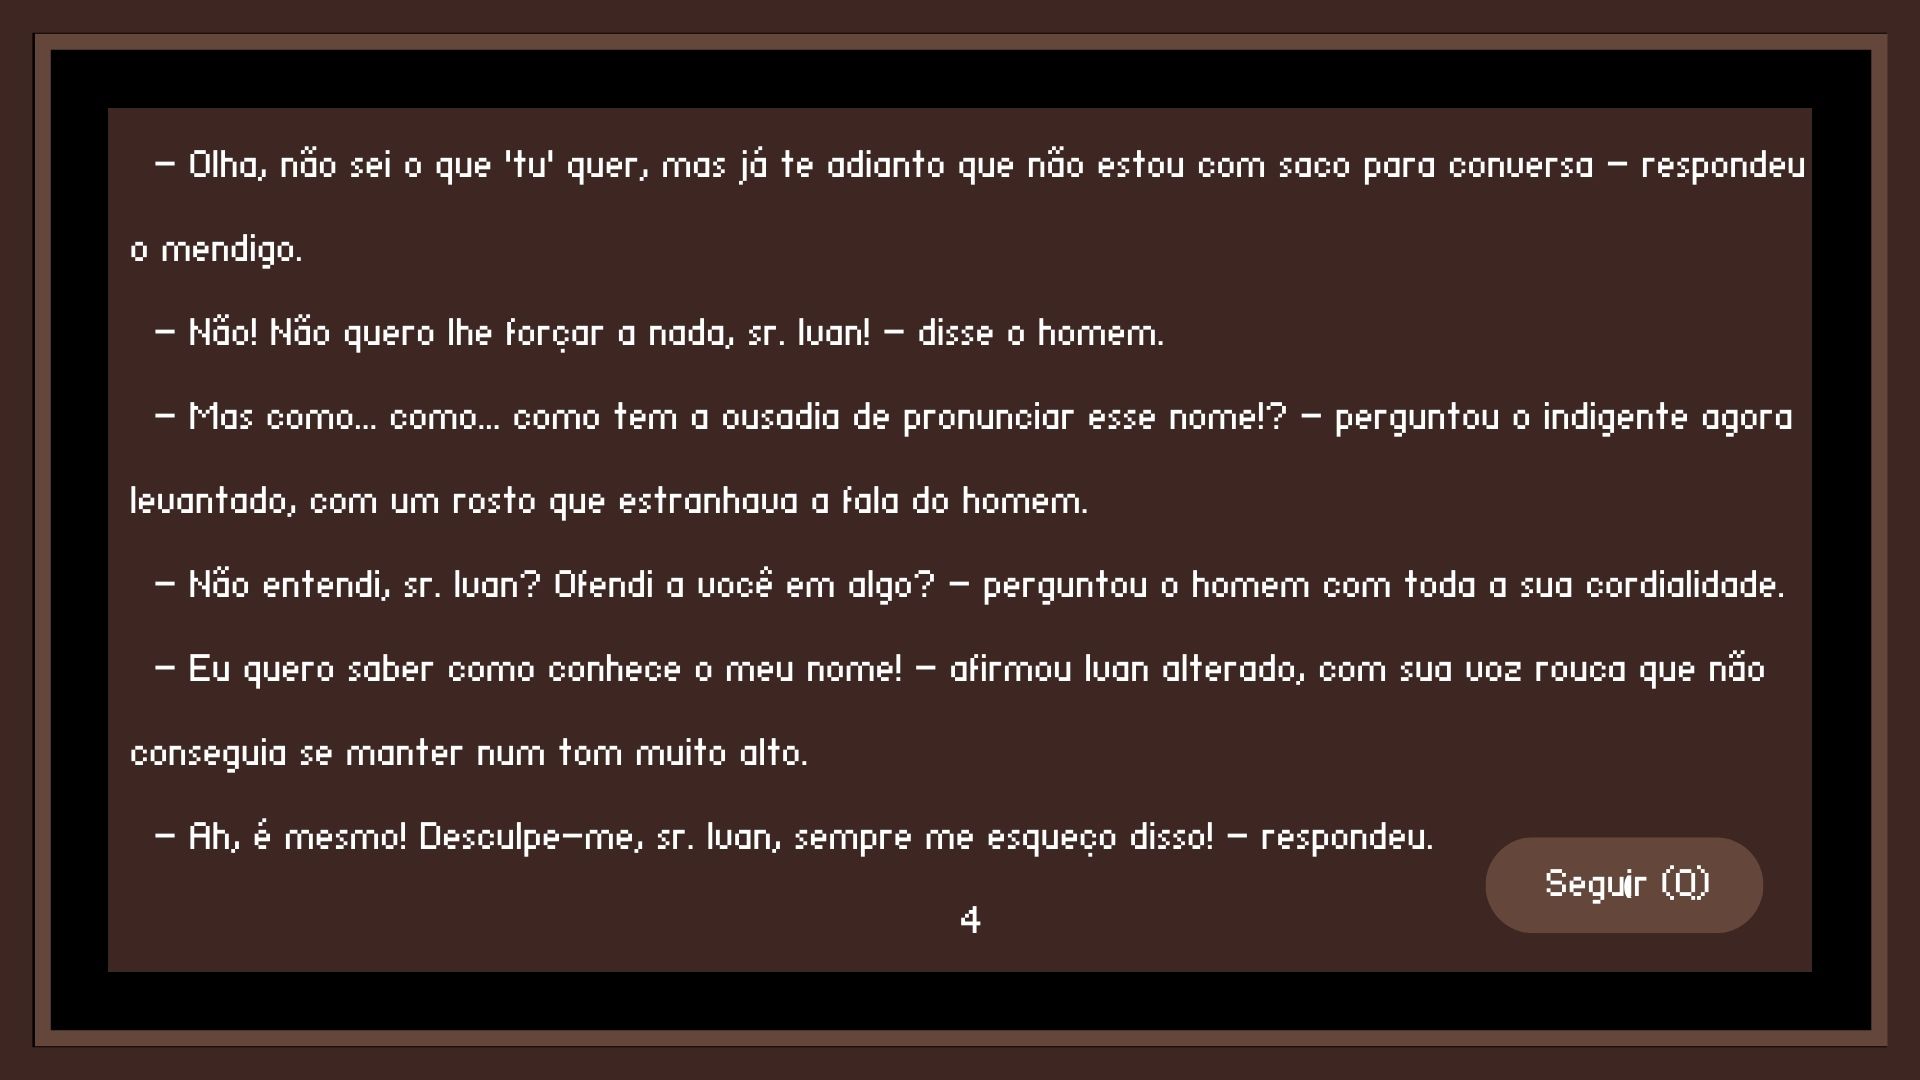 – Olha, não sei o que 'tu' quer, mas já te adianto que não estou com saco para conversa – respondeu
o mendigo.
– Não! Não quero lhe forçar a nada, sr. Ivan! – disse o homem.
– Mas como... como... como tem a ousadia de pronunciar esse nome!? – perguntou o indigente agora
levantado, com um rosto que estranhava a fala do homem.
– Não entendi, sr. Ivan? Ofendi a você em algo? – perguntou o homem com toda a sua cordialidade.
– Eu quero saber como conhece o meu nome! – afirmou Ivan alterado, com sua voz rouca que não
conseguia se manter num tom muito alto.
– Ah, é mesmo! Desculpe-me, sr. Ivan, sempre me esqueço disso! – respondeu.
Seguir (Q)
4